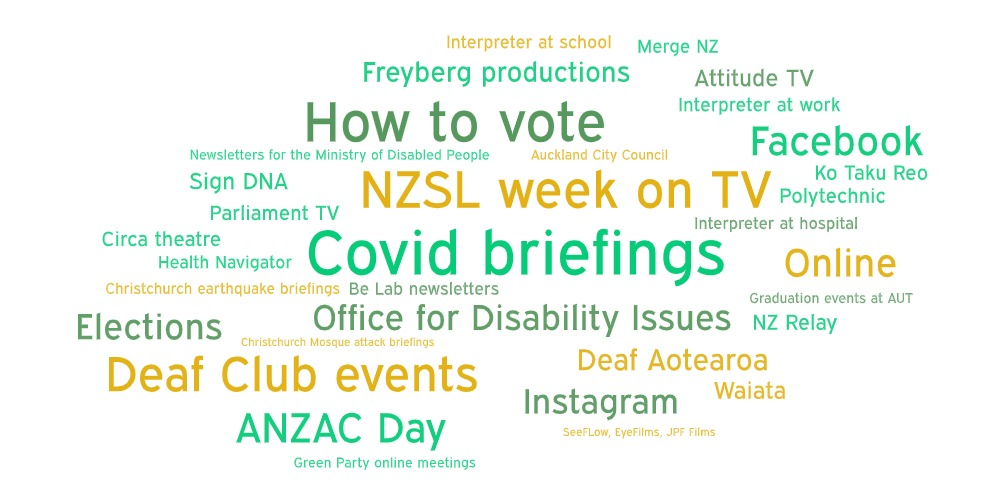 Interpreter at school
Merge NZ
Freyberg productions
Attitude TV
Interpreter at work
How to vote
Facebook
Newsletters for the Ministry of Disabled People
Auckland City Council
Ko Taku Reo
Sign DNA
NZSL week on TV
Polytechnic
Parliament TV
Interpreter at hospital
Circa theatre
Covid briefings
Health Navigator
Online
Christchurch earthquake briefings
Be Lab newsletters
Graduation events at AUT
Elections
Office for Disability Issues
NZ Relay
Christchurch Mosque attack briefings
Deaf Club events
Deaf Aotearoa
Waiata
Instagram
ANZAC Day
SeeFLow, EyeFilms, JPF Films
Green Party online meetings